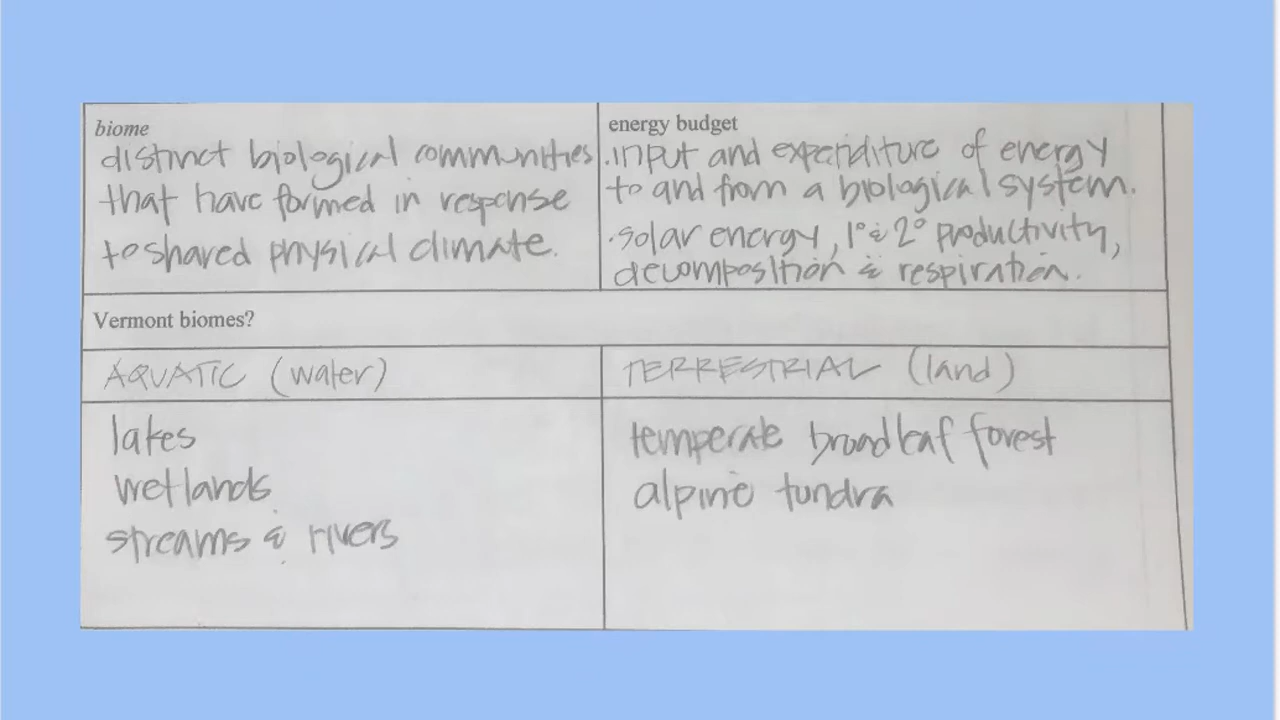 biome
distinct biological communities
that have formed in response
to shared physical climate.
energy budget
·input and expenditure of energy
to and from a biological system.
·solar energy, 1° & 2° productivity,
decomposition & respiration.
Vermont biomes?
AQUATIC (water)
TERRESTRIAL (land)
lakes
wetlands
streams & rivers
temperate broadleaf forest
alpine tundra